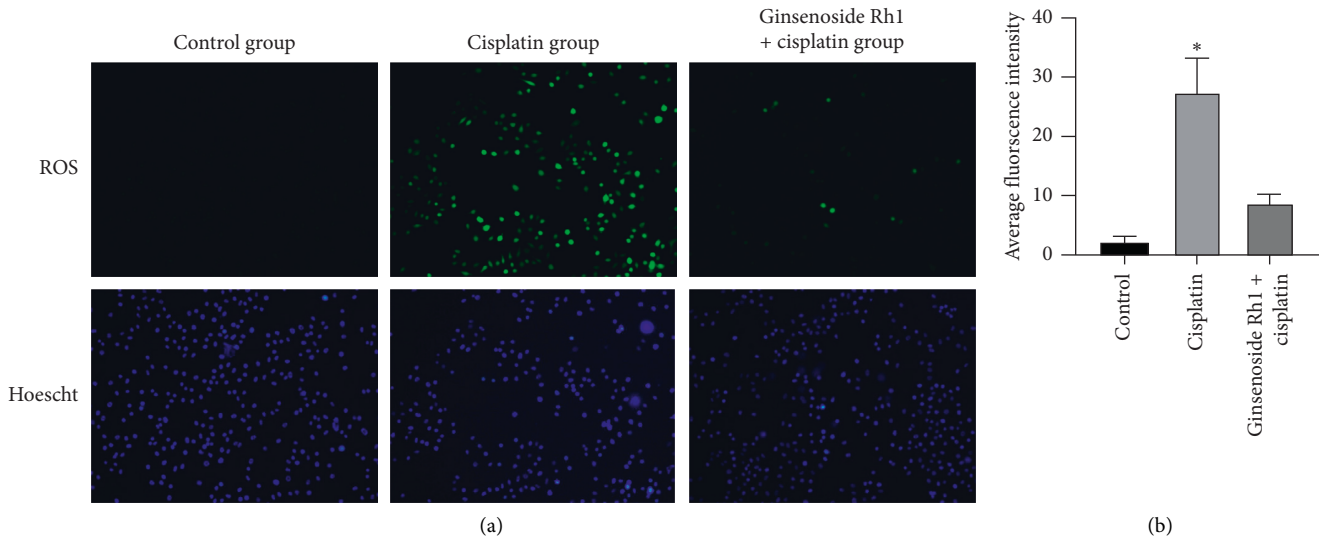 Control group
Cisplatin group
Ginsenoside Rh1
+ cisplatin group
ROS
Hoescht
(a)
Average fluorescence intensity
40
30
20
10
0
*
Control
Cisplatin
Ginsenoside Rh1 +
cisplatin
(b)